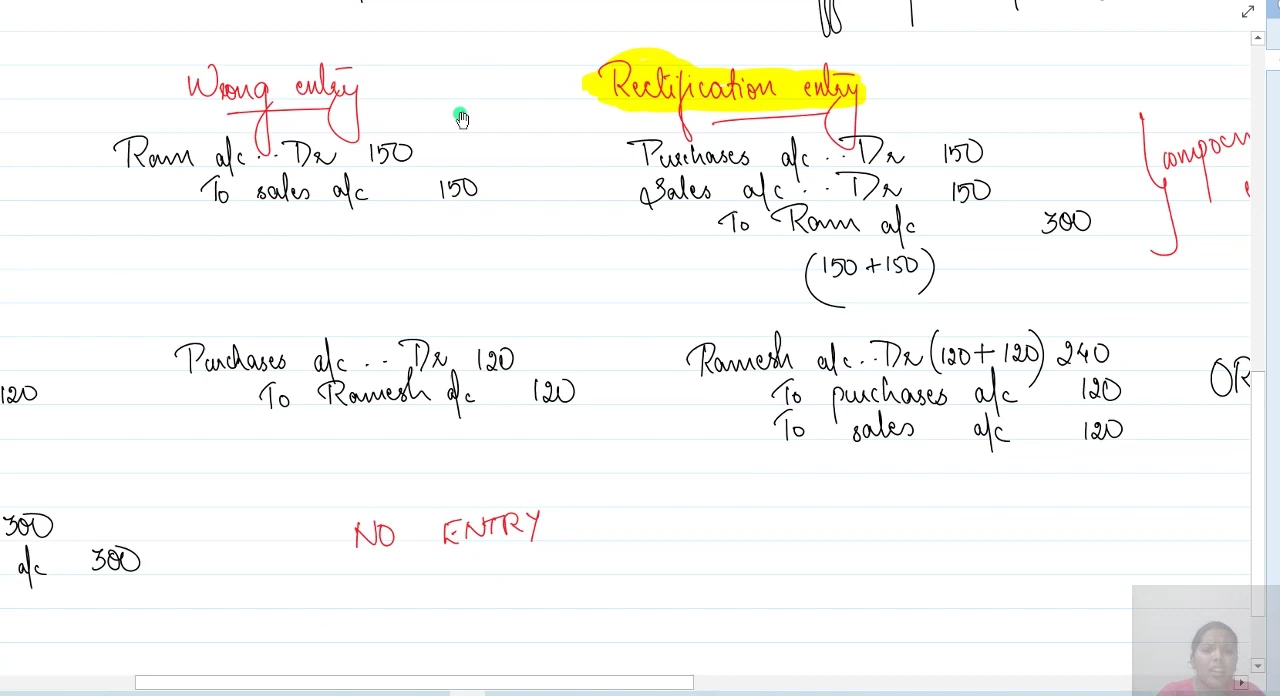 Wrong entry Rectification entry
Ram a/c .. Dr 150 Purchases a/c .. Dr 150
To sales a/c 150 Sales a/c .. Dr 150
To Ram a/c 300
(150 + 150)
Purchases a/c .. Dr 120 Ramesh a/c .. Dr (120 + 120) 240
120 To Ramesh a/c 120 To purchases a/c 120 OR
To sales a/c 120
300 NO ENTRY
a/c 300